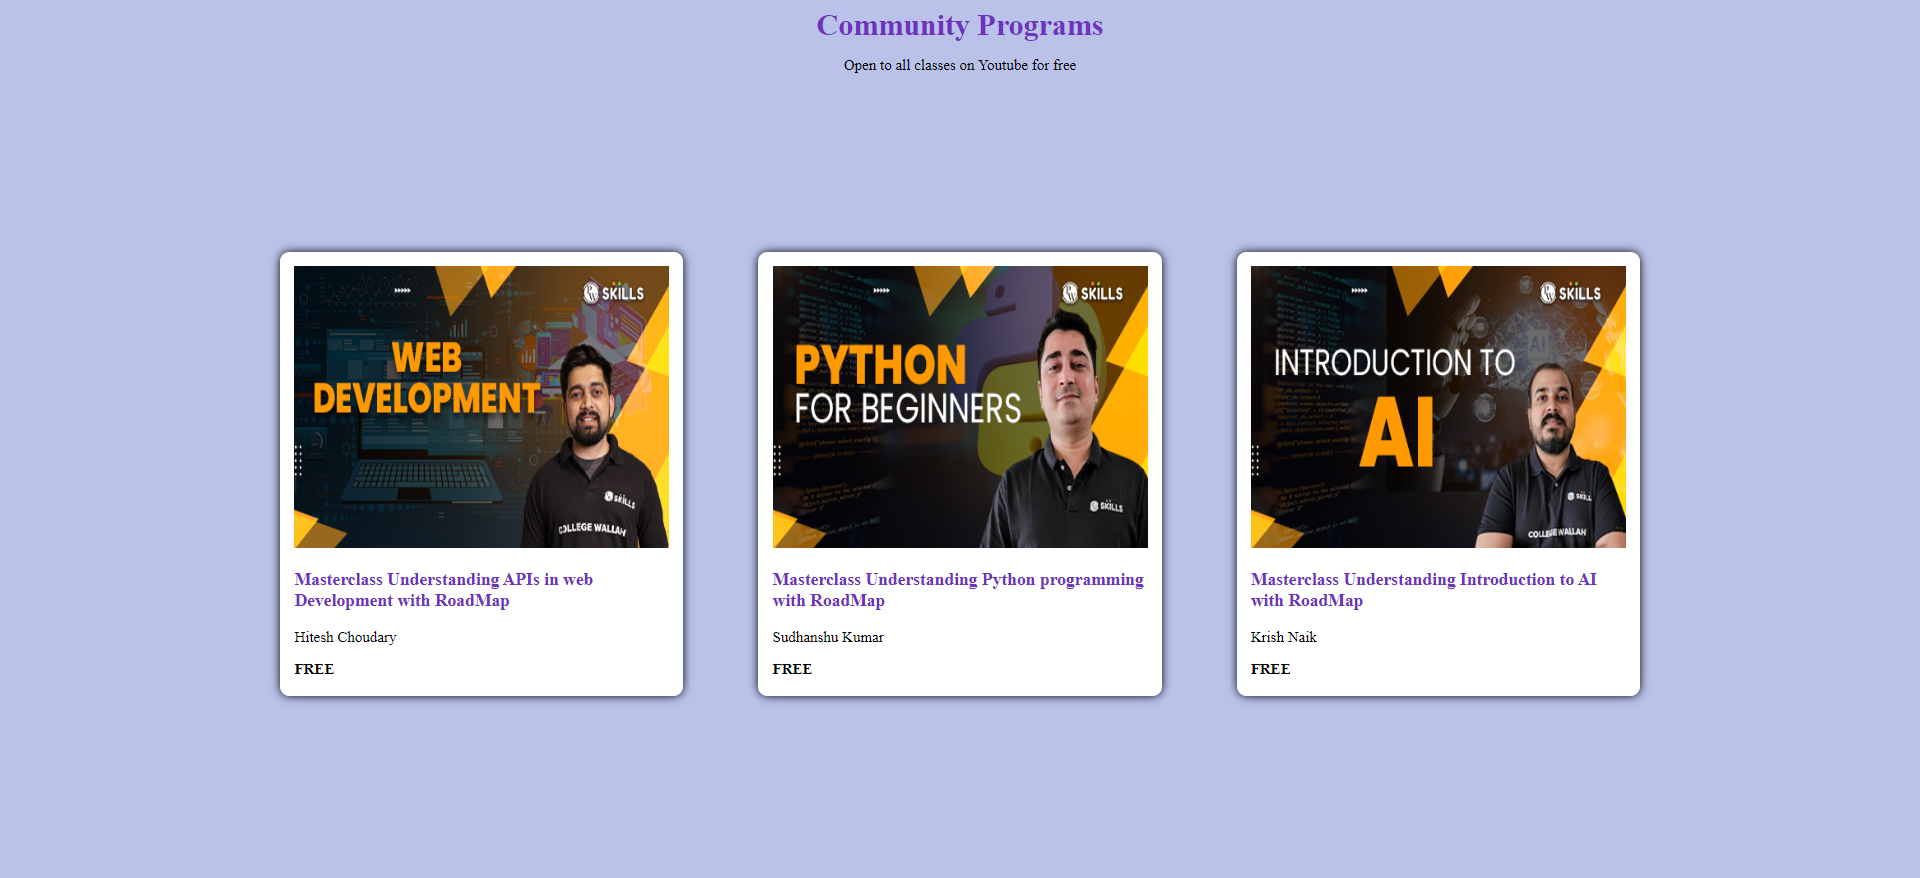 Community Programs
Open to all classes on Youtube for free
SKILLS
WEB
DEVELOPMENT
SKILLS
COLLEGE WALLAH
Masterclass Understanding APIs in web
Development with RoadMap
Hitesh Choudary
FREE
SKILLS
PYTHON
FOR BEGINNERS
SKILLS
Masterclass Understanding Python programming
with RoadMap
Sudhanshu Kumar
FREE
SKILLS
AI
INTRODUCTION TO
AI
SKILLS
COLLEGE WALLAH
Masterclass Understanding Introduction to AI
with RoadMap
Krish Naik
FREE